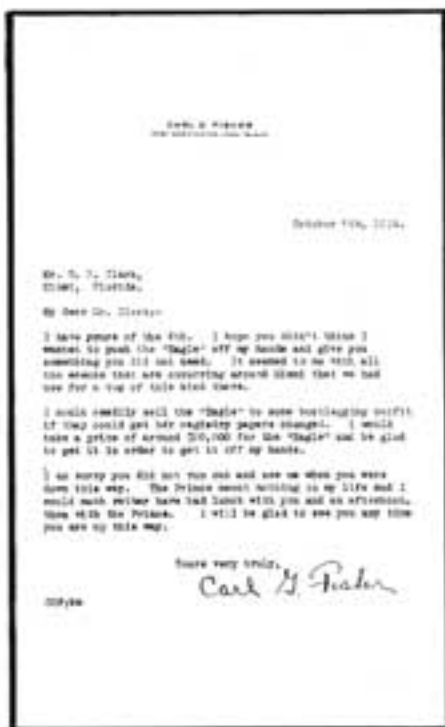 CARL G. FISHER
October
Mr. Clark,
Miami, Florida.
My Dear Mr. Clark:-
I have yours of the 6th. I hope you didn't think I
wanted to push the "Eagle" off my hands and give you
something you did not need. It seemed to me with all
the that are occurring around Miami that we had
use for a tug of this kind there.
I could readily sell the "Eagle" to some bootlegging outfit
if they could get her registry papers changed. I would
take a price of around for the "Eagle" and be glad
to get it in order to get it off my hands.
I am sorry you did not run out and see us when you were
down this way. The Prince meant nothing in my life and I
would much rather have had lunch with you and an afternoon,
than with the Prince. I will be glad to see you any time
you are up this way.
Yours very truly,
Carl G. Fisher